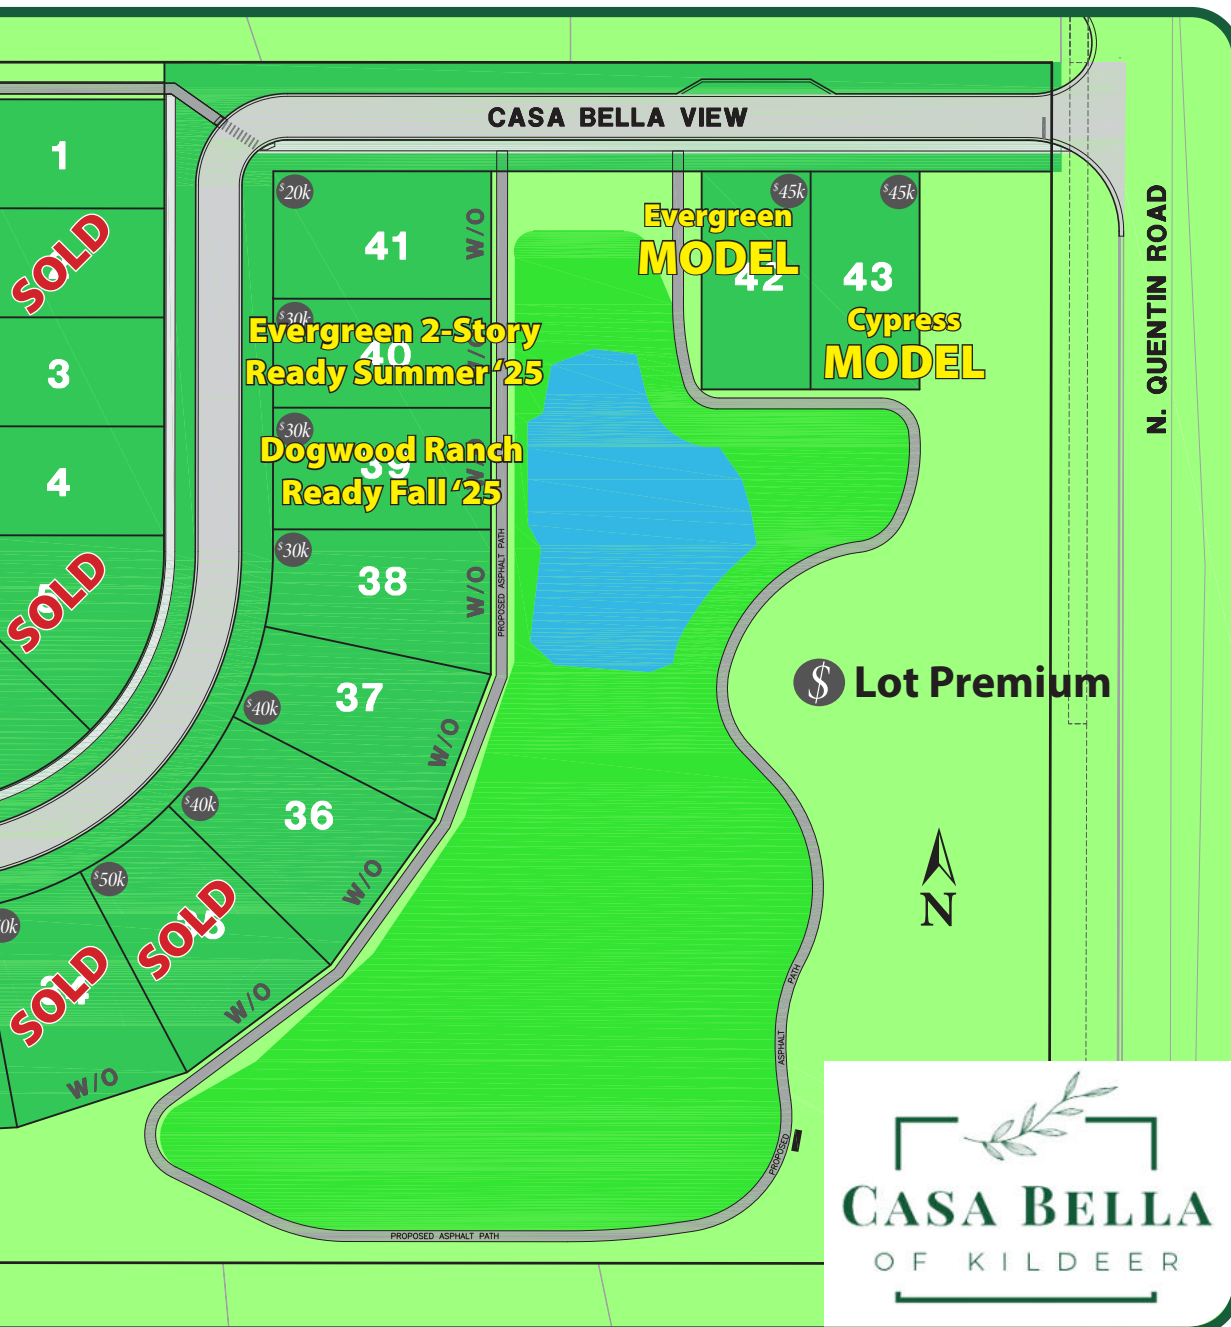 CASA BELLA VIEW
N. QUENTIN ROAD
1
SOLD
3
4
SOLD
$20k
41
W/O
$30k
Evergreen 2-Story
40
Ready Summer ‘25
$30k
Dogwood Ranch
39
Ready Fall ‘25
$30k
38
W/O
PROPOSED ASPHALT PATH
37
$40k
W/O
36
$40k
W/O
$50k
SOLD
W/O
SOLD
W/O
$45k
$45k
Evergreen
MODEL
42
43
Cypress
MODEL
$ Lot Premium
N
PROPOSED ASPHALT PATH
PROPOSED ASPHALT PATH
CASA BELLA
OF KILDEER